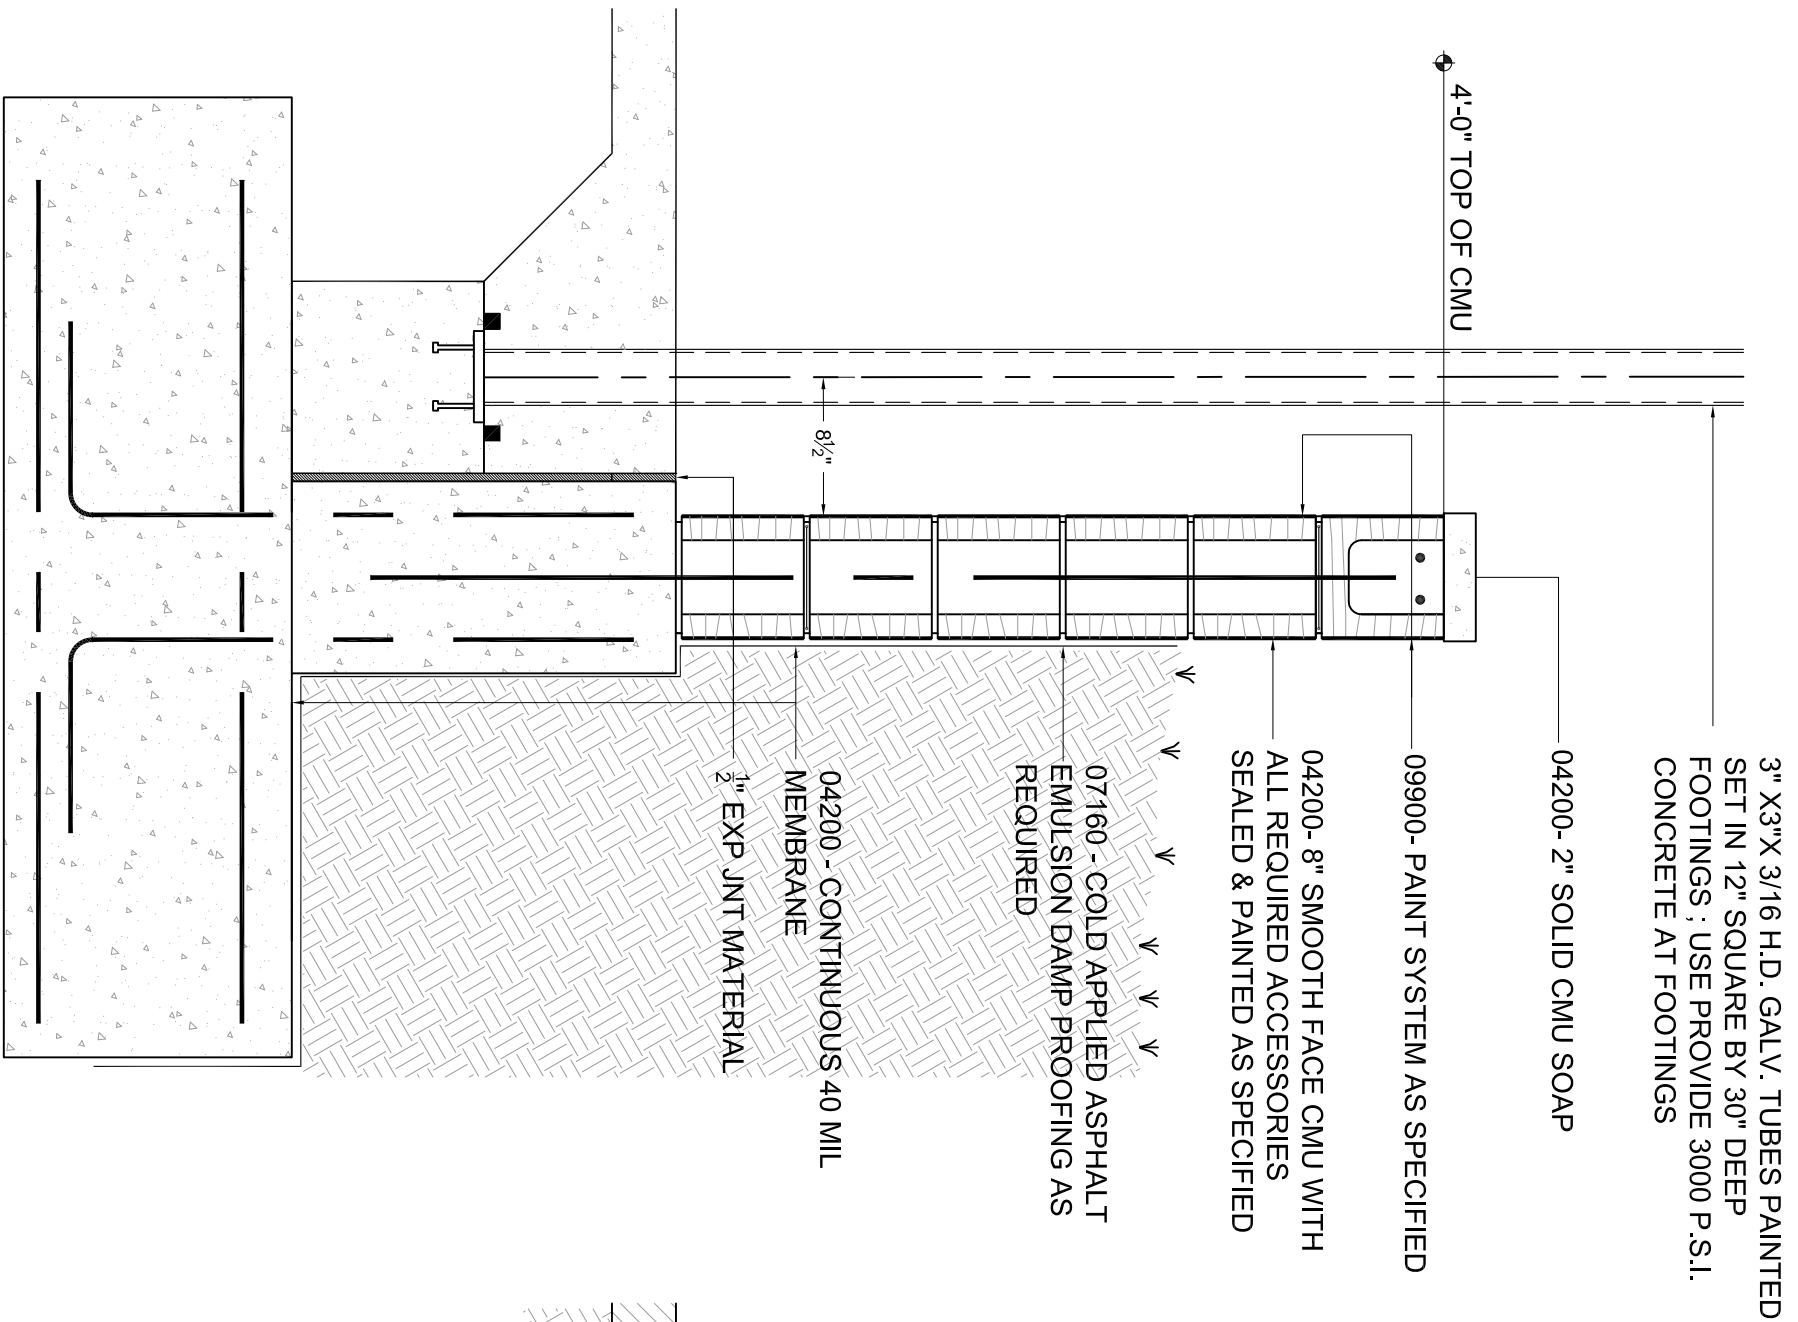 3" X3"X 3/16 H.D. GALV. TUBES PAINTED
SET IN 12" SQUARE BY 30" DEEP
FOOTINGS ; USE PROVIDE 3000 P.S.I.
CONCRETE AT FOOTINGS
04200- 2" SOLID CMU SOAP
4'-0" TOP OF CMU
09900- PAINT SYSTEM AS SPECIFIED
04200- 8" SMOOTH FACE CMU WITH
ALL REQUIRED ACCESSORIES
SEALED & PAINTED AS SPECIFIED
07160 - COLD APPLIED ASPHALT
EMULSION DAMP PROOFING AS
REQUIRED
8½"
04200 - CONTINUOUS 40 MIL
MEMBRANE
½" EXP JNT MATERIAL